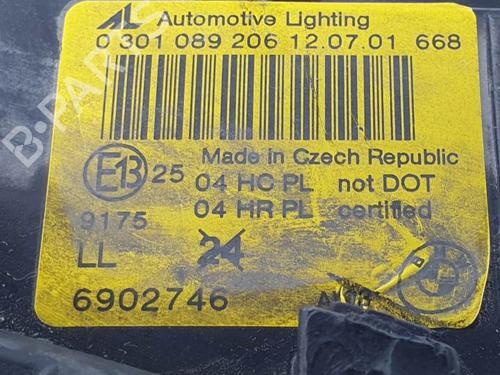 AL Automotive Lighting
0 301 089 206 12.07.01 668
Made in Czech Republic
E13 25 04 HC PL not DOT
9175 04 HR PL certified
LL 24
6902746
B-PARTS